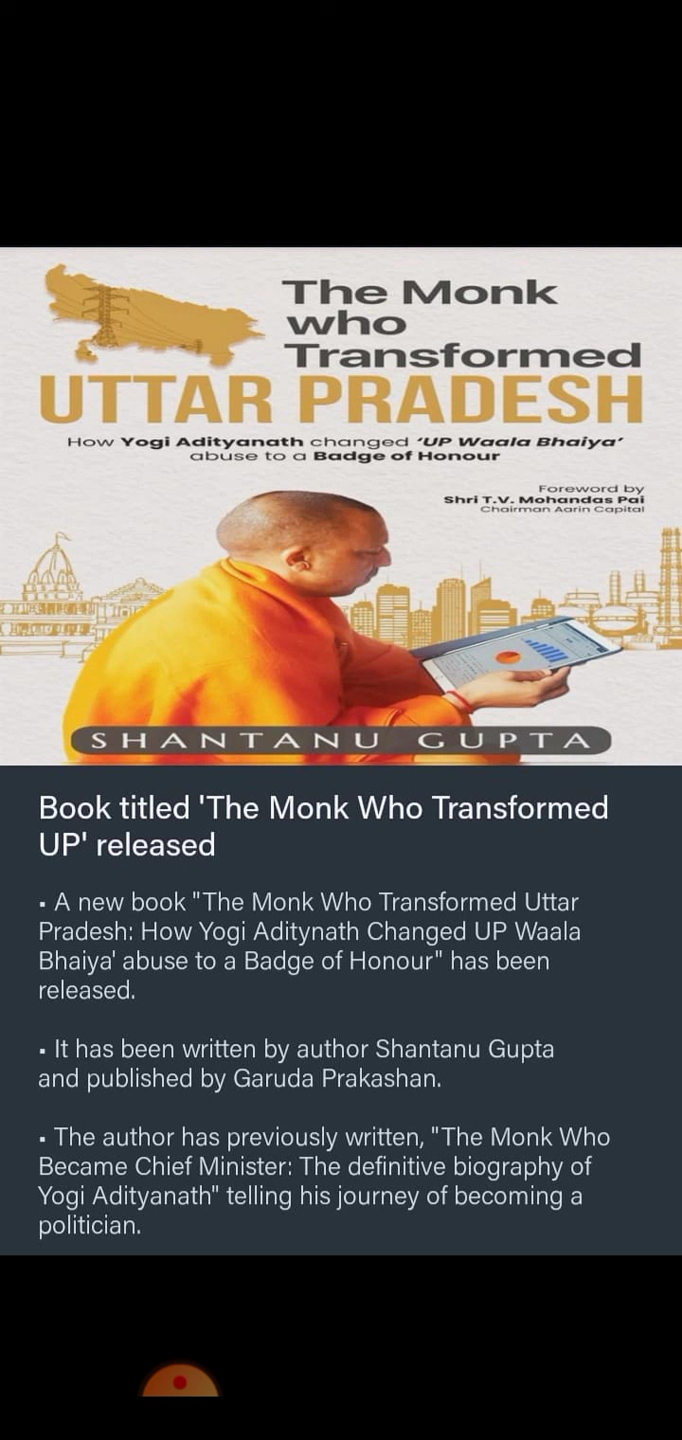 The Monk
who
Transformed
UTTAR PRADESH
How Yogi Adityanath changed ‘UP Waala Bhaiya’
abuse to a Badge of Honour
Foreword by
Shri T.V. Mohandas Pai
Chairman Aarin Capital
SHANTANU GUPTA
Book titled 'The Monk Who Transformed
UP' released
▪ A new book "The Monk Who Transformed Uttar
Pradesh: How Yogi Aditynath Changed UP Waala
Bhaiya' abuse to a Badge of Honour" has been
released.
▪ It has been written by author Shantanu Gupta
and published by Garuda Prakashan.
▪ The author has previously written, "The Monk Who
Became Chief Minister: The definitive biography of
Yogi Adityanath" telling his journey of becoming a
politician.